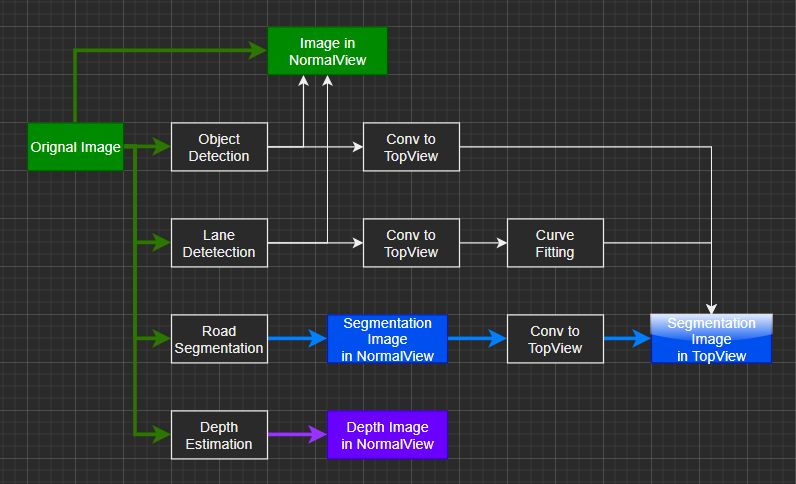 Image in
NormalView
Orignal Image
Object
Detection
Conv to
TopView
Lane
Detetection
Conv to
TopView
Curve
Fitting
Road
Segmentation
Segmentation
Image
in NormalView
Conv to
TopView
Segmentation
Image
in TopView
Depth
Estimation
Depth Image
in NormalView